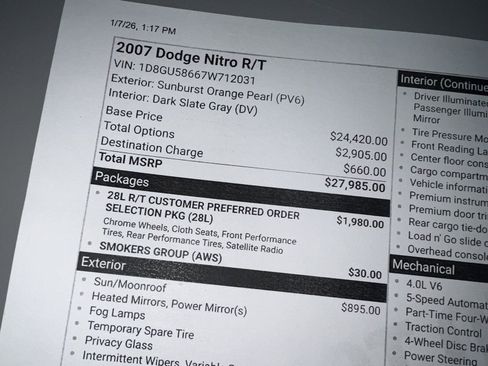 1/7/26, 1:17 PM
2007 Dodge Nitro R/T
VIN: 1D8GU58667W712031
Exterior: Sunburst Orange Pearl (PV6)
Interior: Dark Slate Gray (DV)
Base Price $24,420.00
Total Options $2,905.00
Destination Charge $660.00
Total MSRP $27,985.00
Packages
• 28L R/T CUSTOMER PREFERRED ORDER $1,980.00
SELECTION PKG (28L)
Chrome Wheels, Cloth Seats, Front Performance
Tires, Rear Performance Tires, Satellite Radio
• SMOKERS GROUP (AWS) $30.00
Exterior
• Sun/Moonroof $895.00
• Heated Mirrors, Power Mirror(s)
• Fog Lamps
• Temporary Spare Tire
• Privacy Glass
• Intermittent Wipers,
Interior (Continue
• Driver Illuminate
Passenger Illumi
Mirror
• Tire Pressure Mo
• Front Reading La
• Center floor cons
• Cargo compartm
• Vehicle informati
• Premium instrum
• Premium door tri
• Rear cargo tie-do
• Load n' Go slide o
• Overhead console
Mechanical
• 4.0L V6
• 5-Speed Automat
• Part-Time Four-W
• Traction Control
• 4-Wheel Disc Brak
• Power Steering